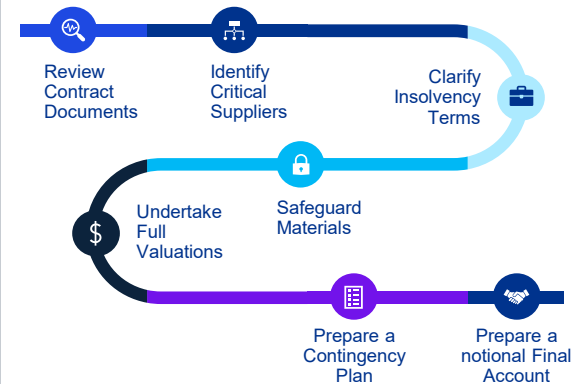 Review
Contract
Documents
Identify
Critical
Suppliers
Clarify
Insolvency
Terms
Safeguard
Materials
$
Undertake
Full
Valuations
Prepare a
Contingency
Plan
Prepare a
notional Final
Account